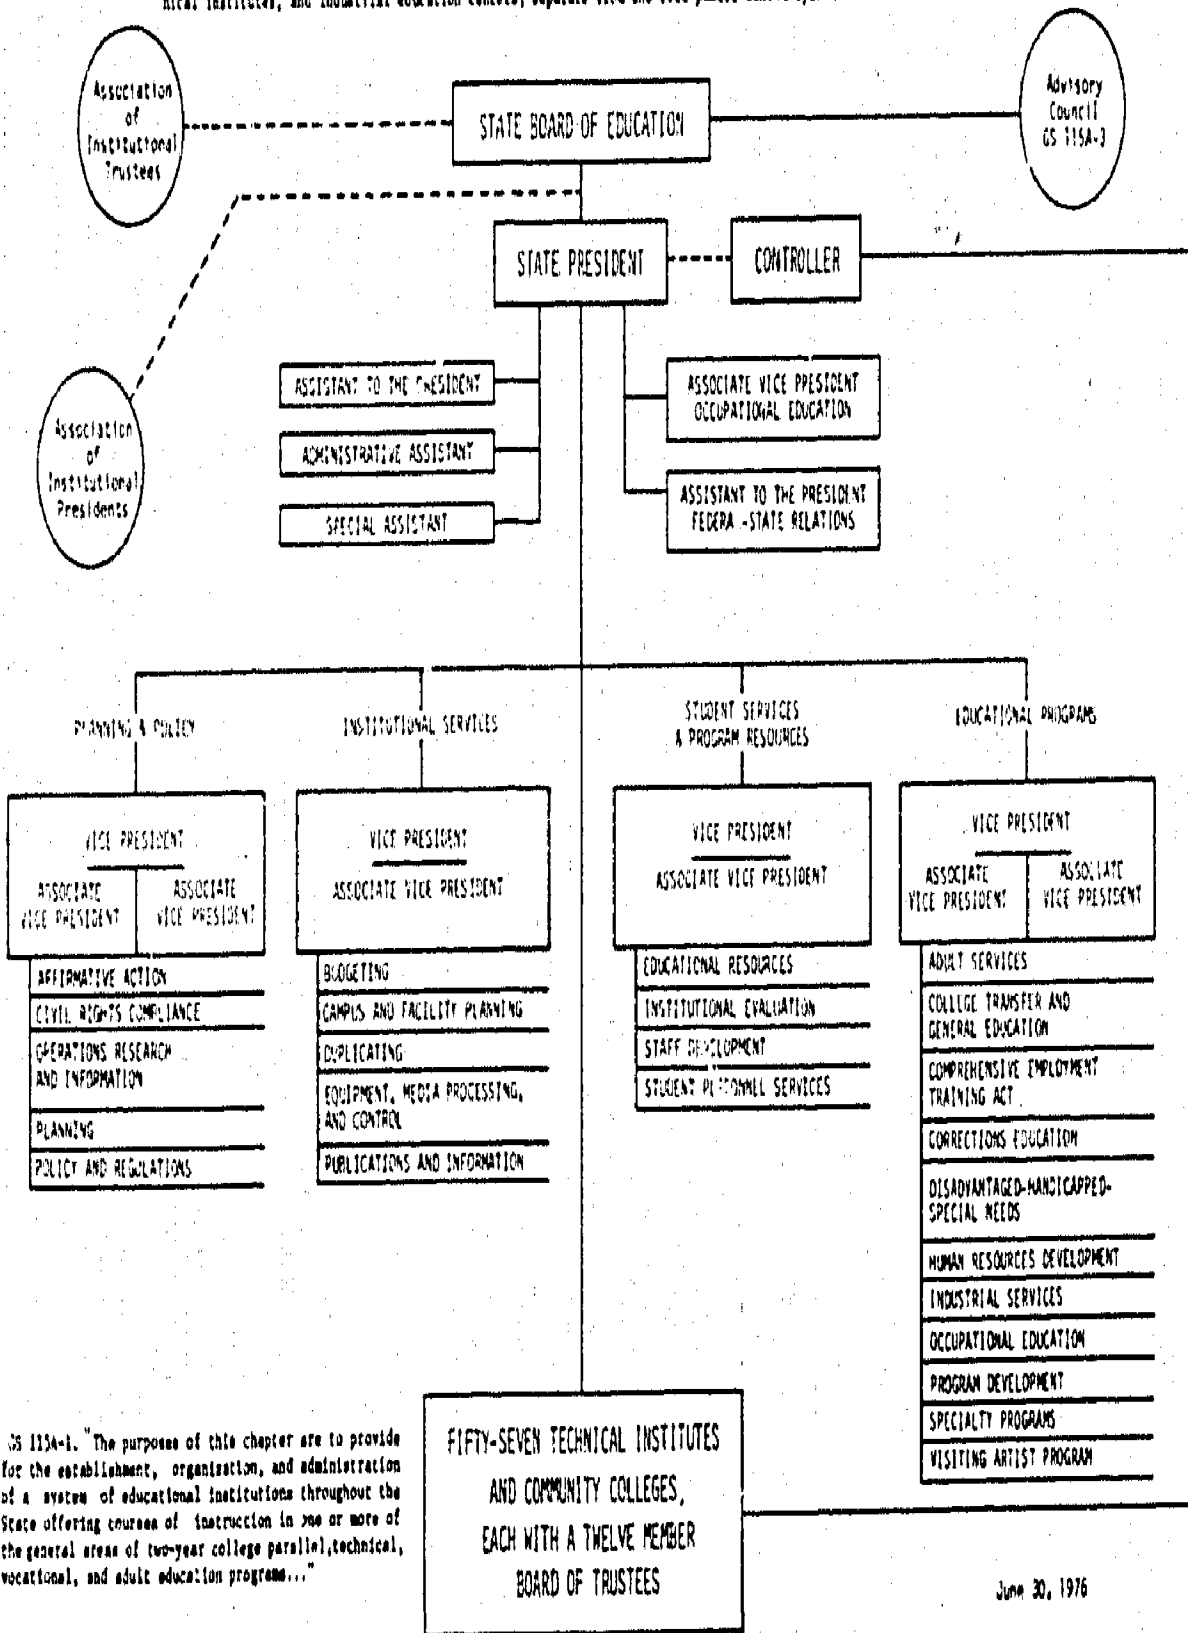 nical institutes, and industrial education centers, separate from the
Association
of
Institutional
Trustees
STATE BOARD OF EDUCATION
Advisory
Council
GS 115A-3
STATE PRESIDENT
CONTROLLER
ASSISTANT TO THE PRESIDENT
ASSOCIATE VICE PRESIDENT
OCCUPATIONAL EDUCATION
Association
of
Institutional
Presidents
ADMINISTRATIVE ASSISTANT
SPECIAL ASSISTANT
ASSISTANT TO THE PRESIDENT
FEDERA -STATE RELATIONS
PLANNING & POLICY
INSTITUTIONAL SERVICES
STUDENT SERVICES
& PROGRAM RESOURCES
EDUCATIONAL PROGRAMS
VICE PRESIDENT
ASSOCIATE
VICE PRESIDENT
ASSOCIATE
VICE PRESIDENT
AFFIRMATIVE ACTION
CIVIL RIGHTS COMPLIANCE
OPERATIONS RESEARCH
AND INFORMATION
PLANNING
POLICY AND REGULATIONS
VICE PRESIDENT
ASSOCIATE VICE PRESIDENT
BUDGETING
CAMPUS AND FACILITY PLANNING
DUPLICATING
EQUIPMENT, MEDIA PROCESSING,
AND CONTROL
PUBLICATIONS AND INFORMATION
VICE PRESIDENT
ASSOCIATE VICE PRESIDENT
EDUCATIONAL RESOURCES
INSTITUTIONAL EVALUATION
STAFF DEVELOPMENT
STUDENT PERSONNEL SERVICES
VICE PRESIDENT
ASSOCIATE
VICE PRESIDENT
ASSOCIATE
VICE PRESIDENT
ADULT SERVICES
COLLEGE TRANSFER AND
GENERAL EDUCATION
COMPREHENSIVE EMPLOYMENT
TRAINING ACT
CORRECTIONS EDUCATION
DISADVANTAGED-HANDICAPPED-
SPECIAL NEEDS
HUMAN RESOURCES DEVELOPMENT
INDUSTRIAL SERVICES
OCCUPATIONAL EDUCATION
PROGRAM DEVELOPMENT
SPECIALTY PROGRAMS
VISITING ARTIST PROGRAM
GS 115A-1. "The purposes of this chapter are to provide
for the establishment, organization, and administration
of a system of educational institutions throughout the
State offering courses of instruction in one or more of
the general areas of two-year college parallel, technical,
vocational, and adult education programs..."
FIFTY-SEVEN TECHNICAL INSTITUTES
AND COMMUNITY COLLEGES,
EACH WITH A TWELVE MEMBER
BOARD OF TRUSTEES
June 30, 1976